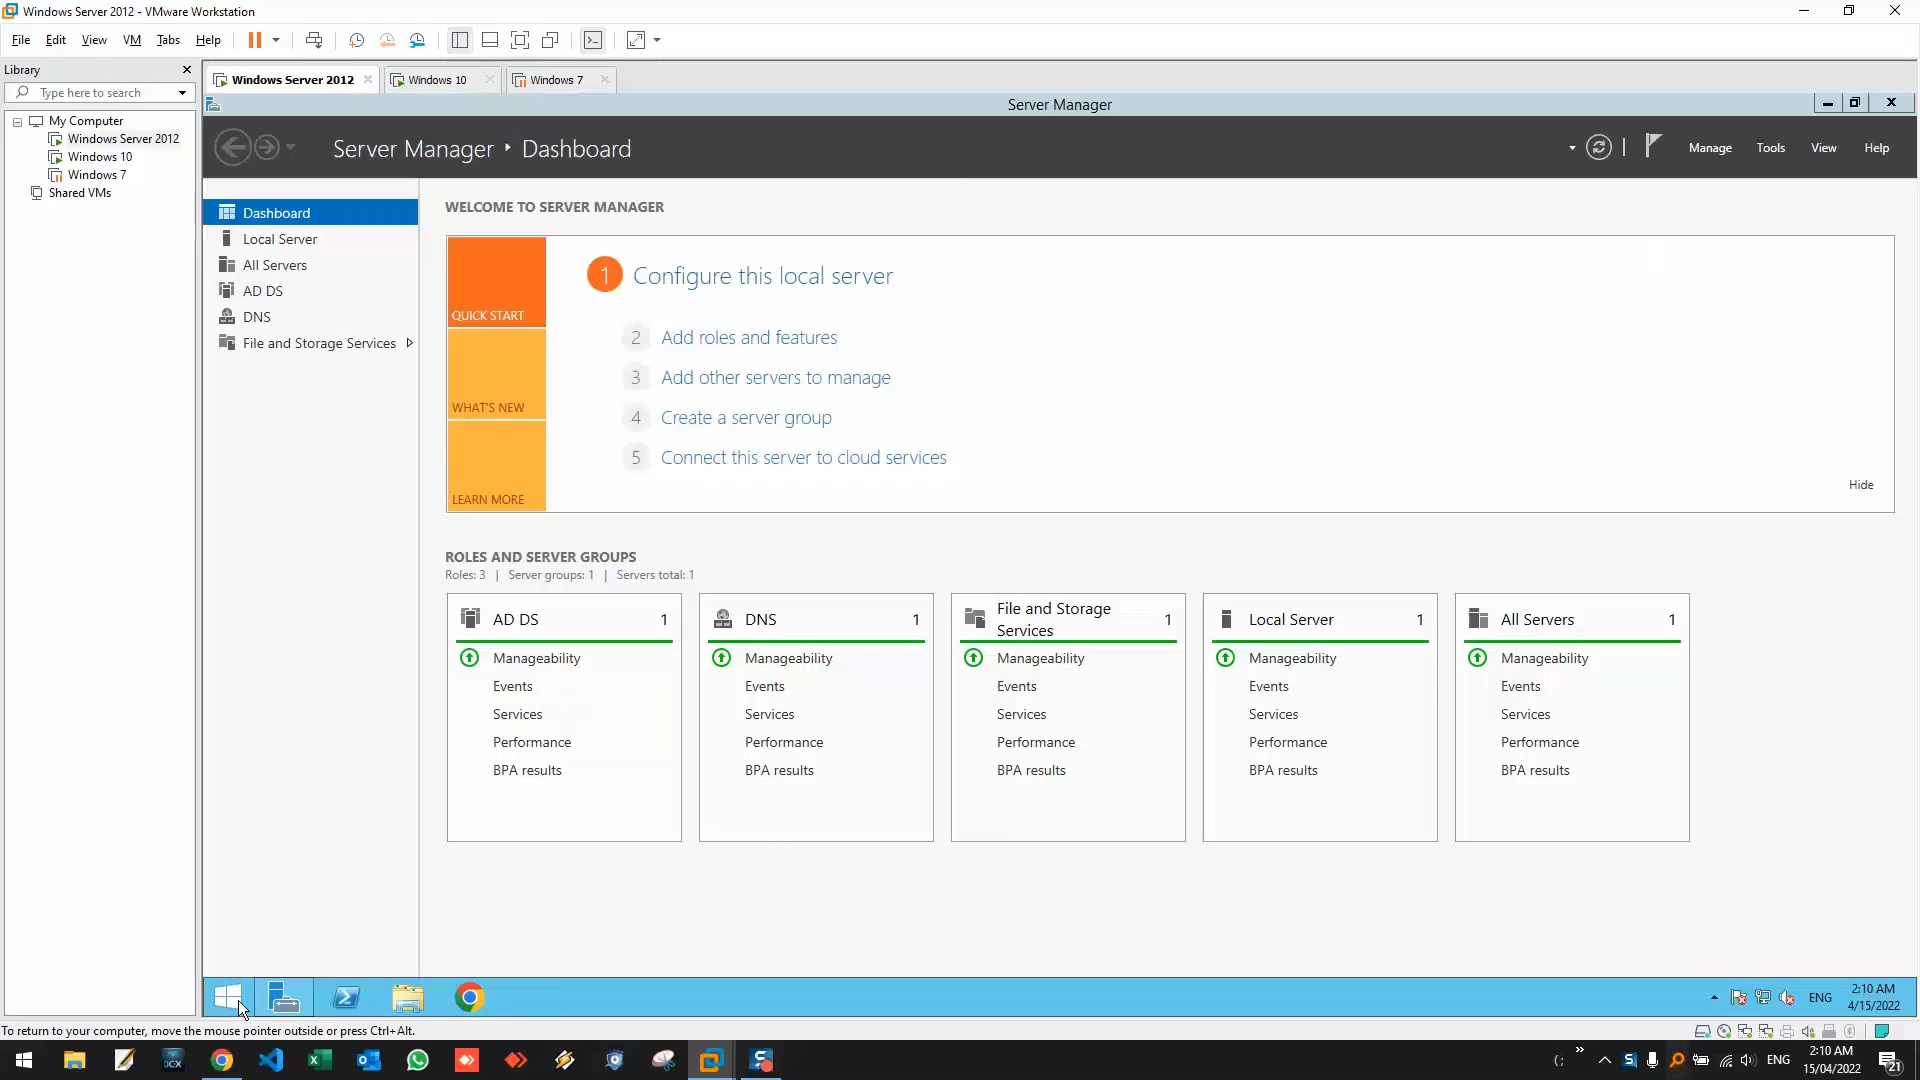 Windows Server 2012 - VMware Workstation
File Edit View VM Tabs Help
Library
Type here to search
My Computer
Windows Server 2012
Windows 10
Windows 7
Shared VMs
Windows Server 2012
Windows 10
Windows 7
Server Manager
Server Manager Dashboard
Manage Tools View Help
Dashboard
Local Server
All Servers
AD DS
DNS
File and Storage Services
WELCOME TO SERVER MANAGER
QUICK START
WHAT'S NEW
LEARN MORE
1 Configure this local server
2 Add roles and features
3 Add other servers to manage
4 Create a server group
5 Connect this server to cloud services
Hide
ROLES AND SERVER GROUPS
Roles: 3 | Server groups: 1 | Servers total: 1
AD DS 1
Manageability
Events
Services
Performance
BPA results
DNS 1
Manageability
Events
Services
Performance
BPA results
File and Storage
Services 1
Manageability
Events
Services
Performance
BPA results
Local Server 1
Manageability
Events
Services
Performance
BPA results
All Servers 1
Manageability
Events
Services
Performance
BPA results
ENG
2:10 AM
4/15/2022
To return to your computer, move the mouse pointer outside or press Ctrl+Alt.
3CX
ENG
2:10 AM
15/04/2022
21